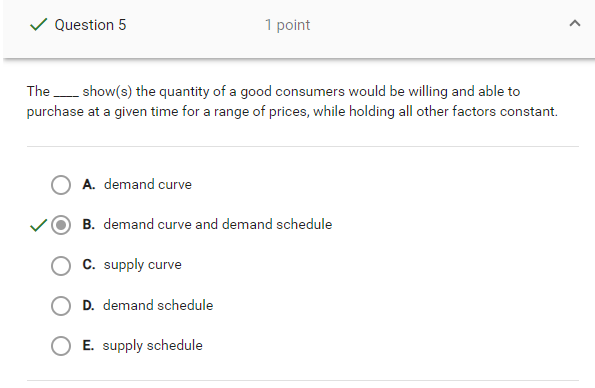 Question 5 1 point
The ____ show(s) the quantity of a good consumers would be willing and able to
purchase at a given time for a range of prices, while holding all other factors constant.
A. demand curve
B. demand curve and demand schedule
C. supply curve
D. demand schedule
E. supply schedule